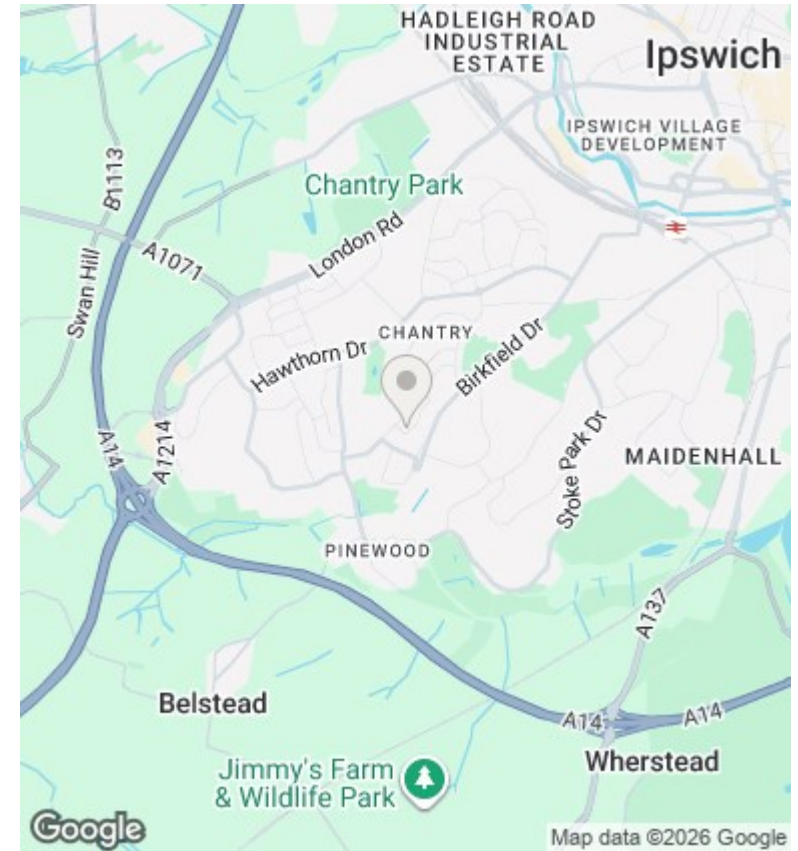 HADLEIGH ROAD
INDUSTRIAL
ESTATE
Ipswich
IPSWICH VILLAGE
DEVELOPMENT
B1113
Chantry Park
London Rd
A1071
Swan Hill
CHANTRY
Hawthorn Dr
Birkfield Dr
A14
A1214
Stoke Park Dr
MAIDENHALL
PINEWOOD
A137
Belstead
A14
A14
Wherstead
Jimmy's Farm
& Wildlife Park
Google
Map data ©2026 Google